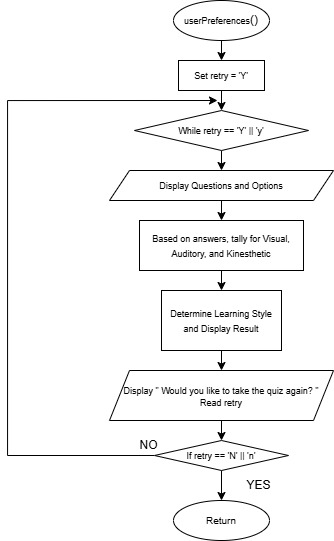 userPreferences()
Set retry = 'Y'
While retry == 'Y' || 'y'
Display Questions and Options
Based on answers, tally for Visual,
Auditory, and Kinesthetic
Determine Learning Style
and Display Result
Display " Would you like to take the quiz again? "
Read retry
NO
If retry == 'N' || 'n'
YES
Return